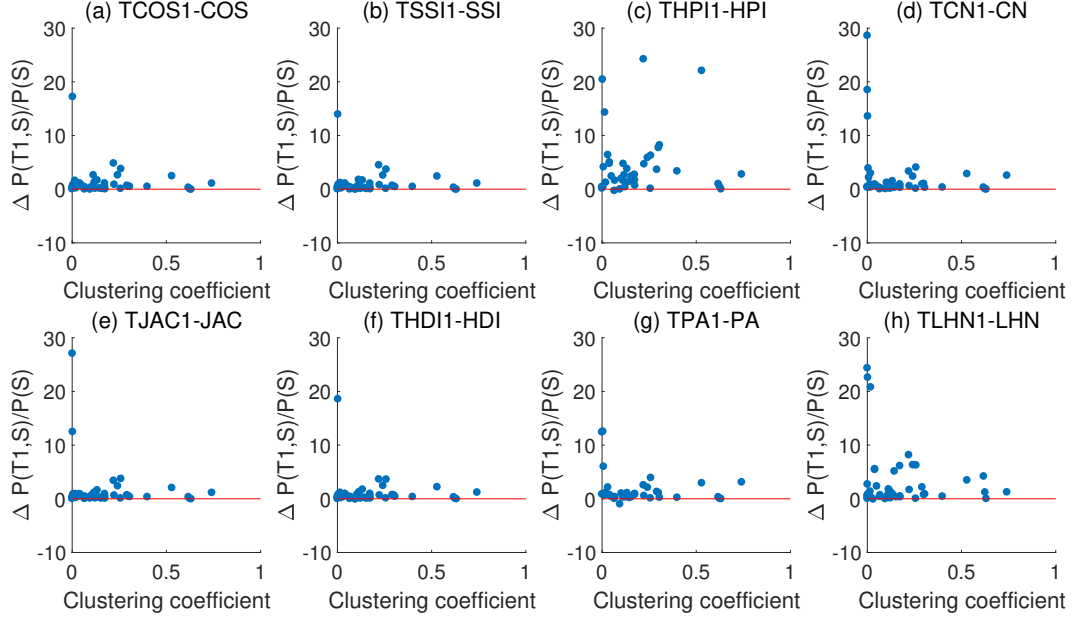 (a) TCOS1-COS
Δ P(T1,S)/P(S)
30
20
10
0
-10
0
0.5
1
Clustering coefficient
(b) TSSI1-SSI
Δ P(T1,S)/P(S)
30
20
10
0
-10
0
0.5
1
Clustering coefficient
(c) THPI1-HPI
Δ P(T1,S)/P(S)
30
20
10
0
-10
0
0.5
1
Clustering coefficient
(d) TCN1-CN
Δ P(T1,S)/P(S)
30
20
10
0
-10
0
0.5
1
Clustering coefficient
(e) TJAC1-JAC
Δ P(T1,S)/P(S)
30
20
10
0
-10
0
0.5
1
Clustering coefficient
(f) THDI1-HDI
Δ P(T1,S)/P(S)
30
20
10
0
-10
0
0.5
1
Clustering coefficient
(g) TPA1-PA
Δ P(T1,S)/P(S)
30
20
10
0
-10
0
0.5
1
Clustering coefficient
(h) TLHN1-LHN
Δ P(T1,S)/P(S)
30
20
10
0
-10
0
0.5
1
Clustering coefficient